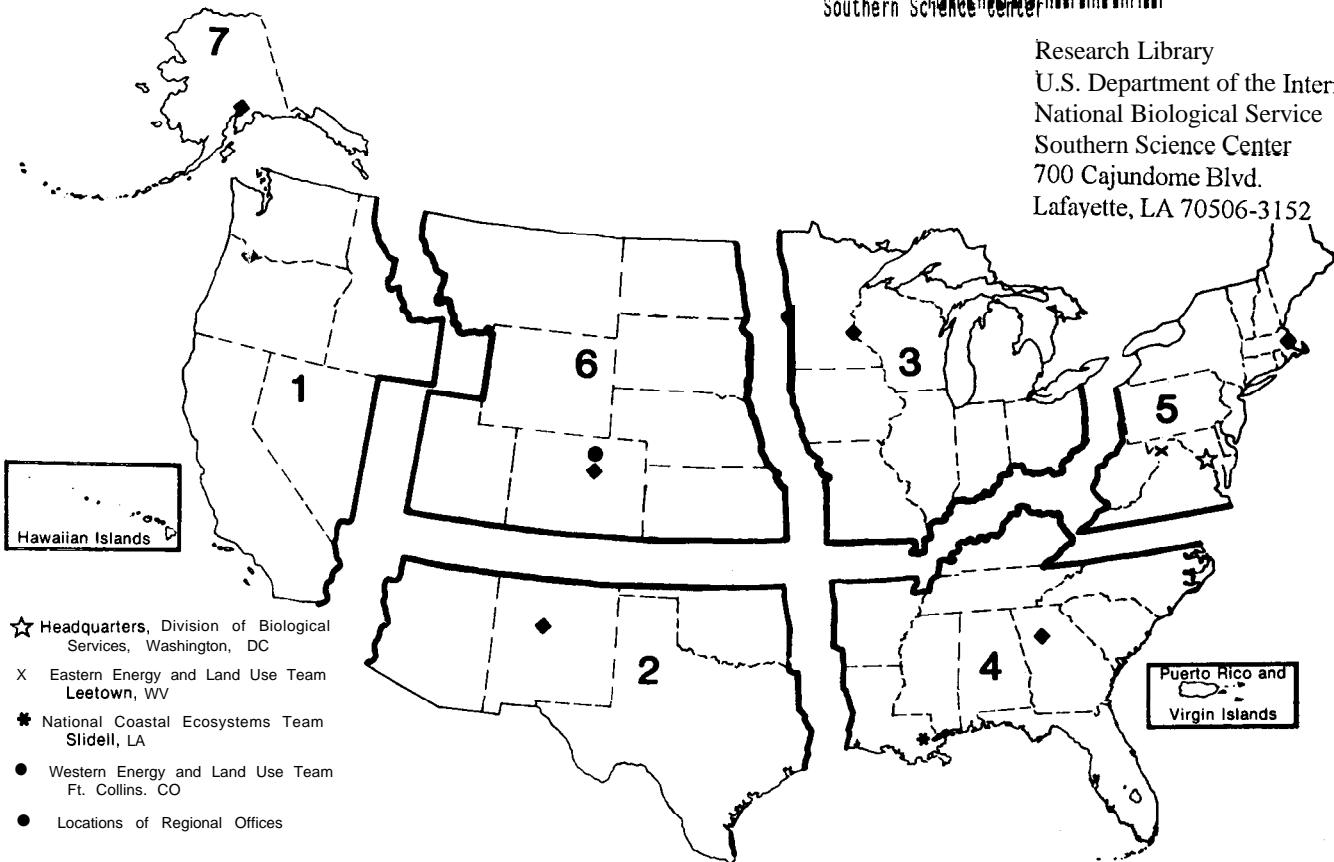 Southern Science Center
Research Library
U.S. Department of the Inter
National Biological Service
Southern Science Center
700 Cajundome Blvd.
Lafayette, LA 70506-3152
7
1
6
3
5
2
4
Hawaiian Islands
Puerto Rico and
Virgin Islands
Headquarters, Division of Biological
Services, Washington, DC
X Eastern Energy and Land Use Team
Leetown, WV
National Coastal Ecosystems Team
Slidell, LA
Western Energy and Land Use Team
Ft. Collins. CO
Locations of Regional Offices